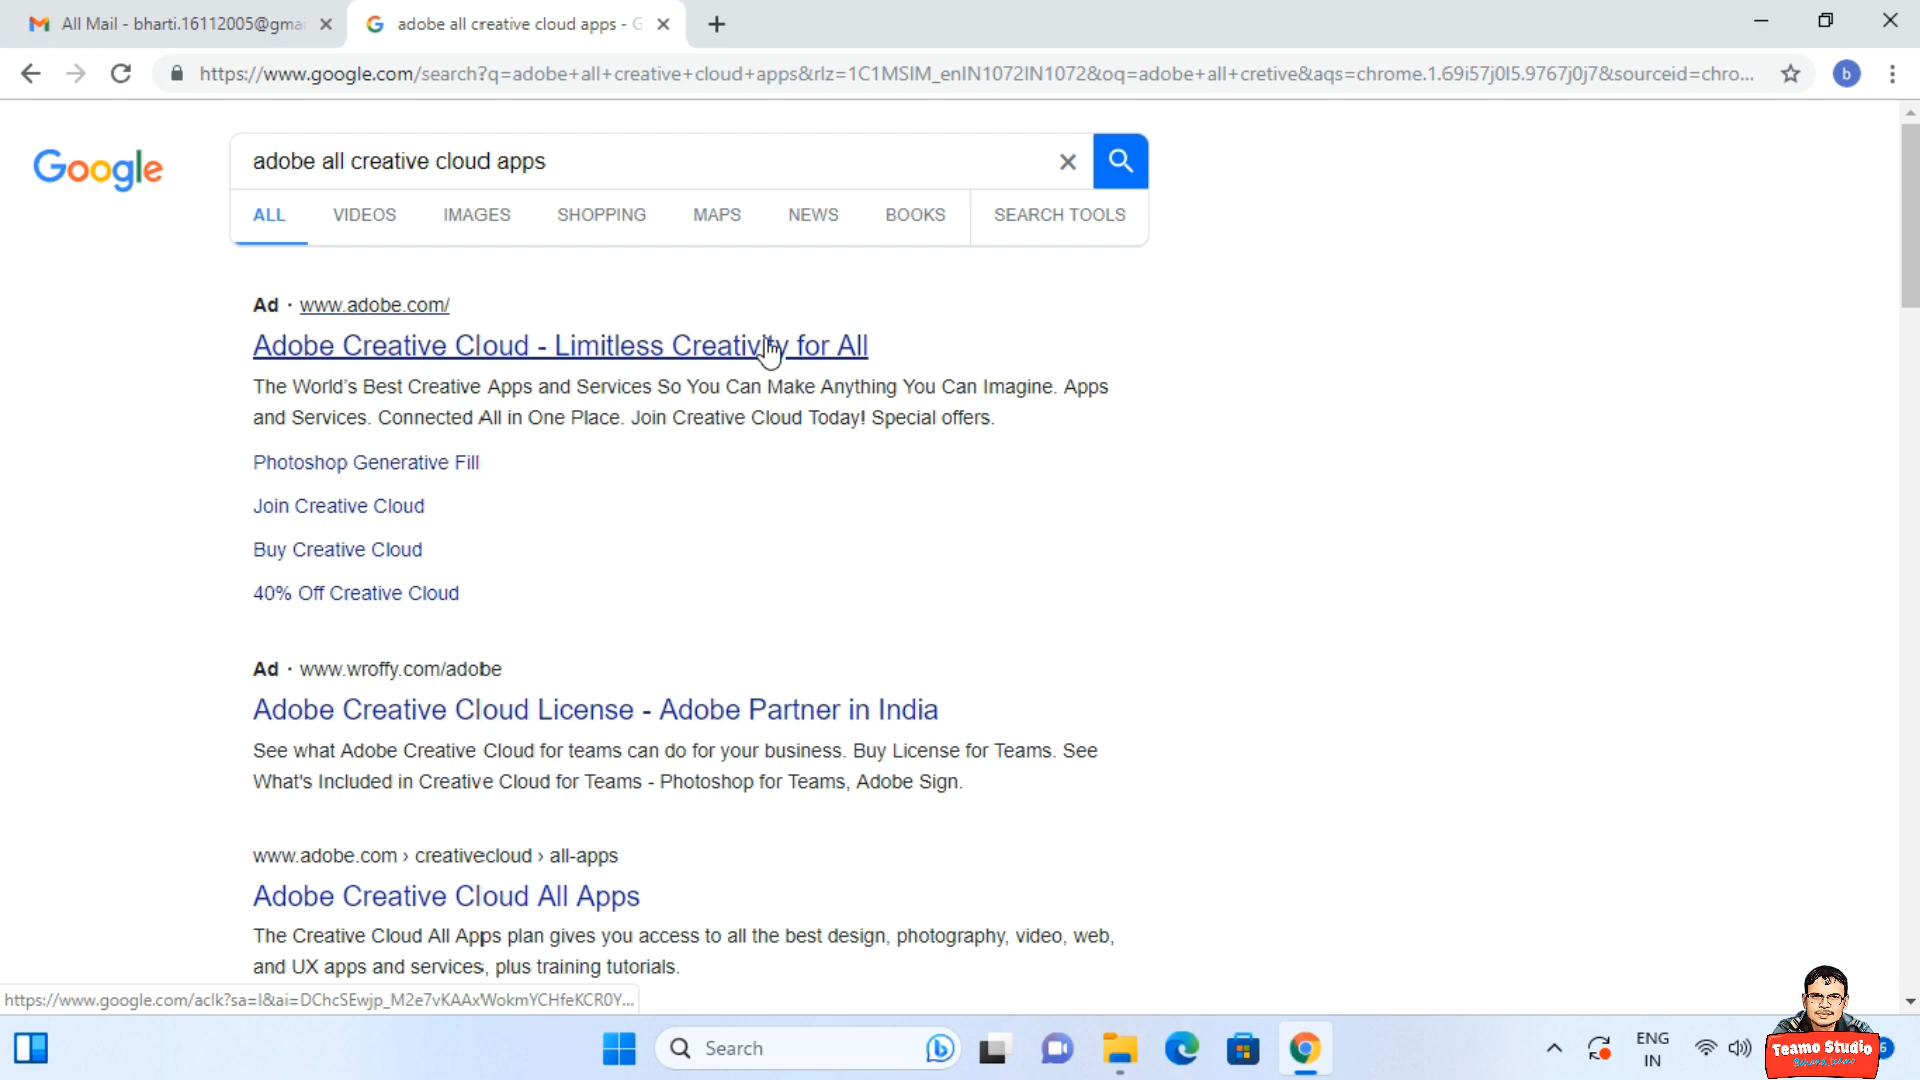 All Mail - bharti.16112005@gmai
adobe all creative cloud apps - G
https://www.google.com/search?q=adobe+all+creative+cloud+apps&rlz=1C1MSIM_enIN1072IN1072&oq=adobe+all+cretive&aqs=chrome.1.69i57j0l5.9767j0j7&sourceid=chro...
b
Google
adobe all creative cloud apps
ALL VIDEOS IMAGES SHOPPING MAPS NEWS BOOKS SEARCH TOOLS
Ad · www.adobe.com/
Adobe Creative Cloud - Limitless Creativity for All
The World's Best Creative Apps and Services So You Can Make Anything You Can Imagine. Apps
and Services. Connected All in One Place. Join Creative Cloud Today! Special offers.
Photoshop Generative Fill
Join Creative Cloud
Buy Creative Cloud
40% Off Creative Cloud
Ad · www.wroffy.com/adobe
Adobe Creative Cloud License - Adobe Partner in India
See what Adobe Creative Cloud for teams can do for your business. Buy License for Teams. See
What's Included in Creative Cloud for Teams - Photoshop for Teams, Adobe Sign.
www.adobe.com › creativecloud › all-apps
Adobe Creative Cloud All Apps
The Creative Cloud All Apps plan gives you access to all the best design, photography, video, web,
and UX apps and services, plus training tutorials.
https://www.google.com/aclk?sa=l&ai=DChcSEwjp_M2e7vKAAxWokmYCHfeKCR0Y...
Search
ENG
IN
Teamo Studio